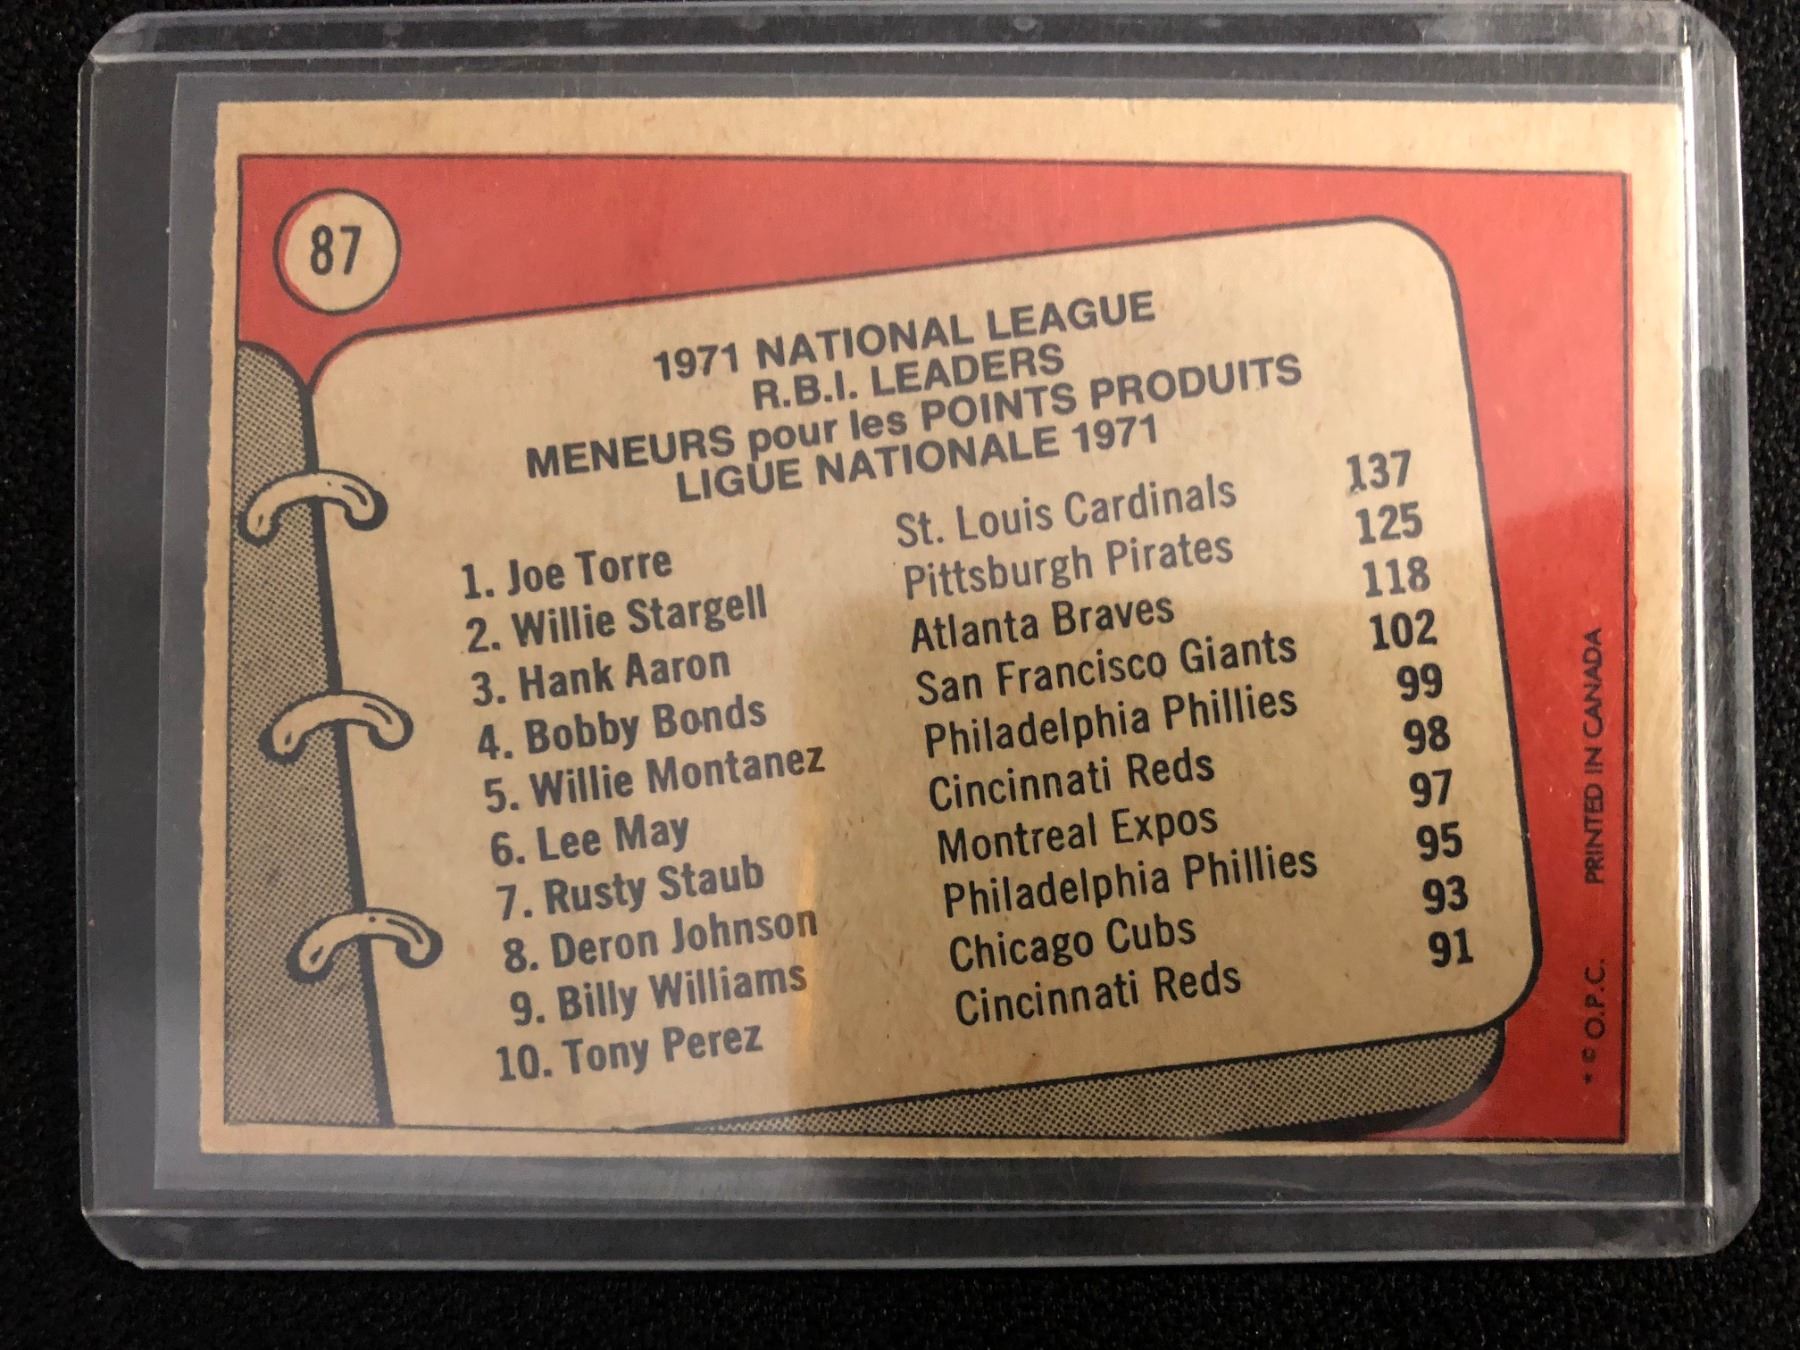 87
1971 NATIONAL LEAGUE
R.B.I. LEADERS
MENEURS pour les POINTS PRODUITS
LIGUE NATIONALE 1971
1. Joe Torre St. Louis Cardinals 137
2. Willie Stargell Pittsburgh Pirates 125
3. Hank Aaron Atlanta Braves 118
4. Bobby Bonds San Francisco Giants 102
5. Willie Montanez Philadelphia Phillies 99
6. Lee May Cincinnati Reds 98
7. Rusty Staub Montreal Expos 97
8. Deron Johnson Philadelphia Phillies 95
9. Billy Williams Chicago Cubs 93
10. Tony Perez Cincinnati Reds 91
* © O.P.C. PRINTED IN CANADA